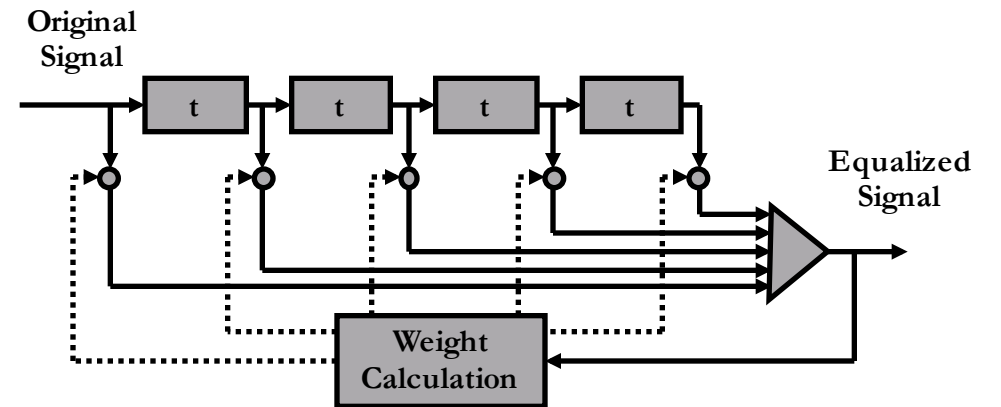 Original
Signal
t
t
t
t
Equalized
Signal
Weight
Calculation